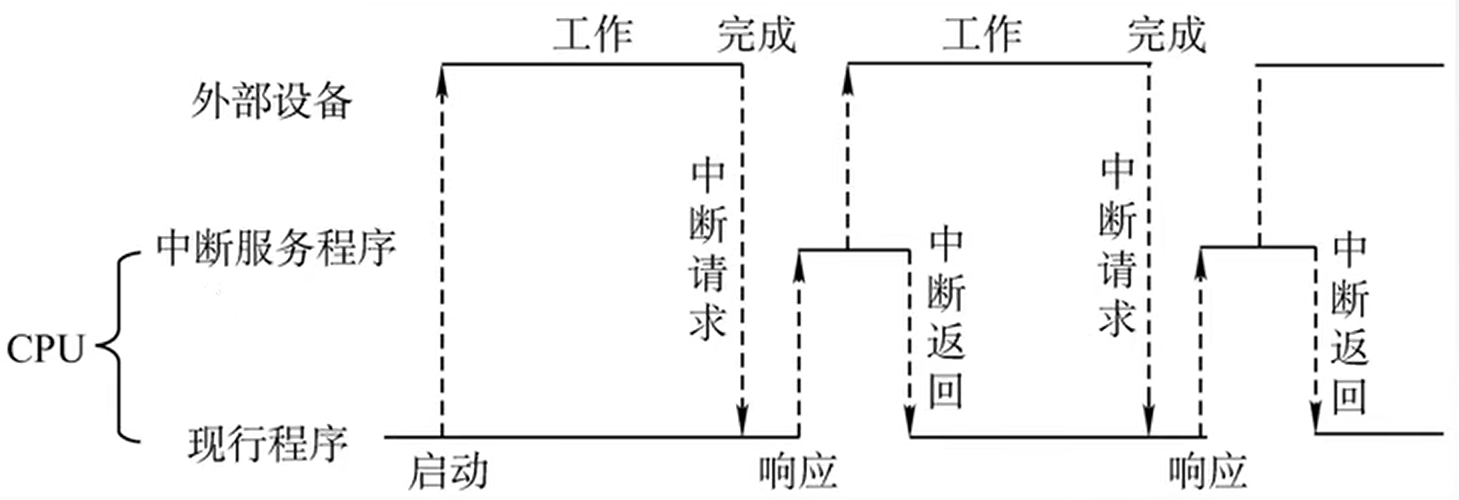 工作
完成
工作
完成
外部设备
中断请求
中断请求
中断服务程序
中断返回
中断返回
CPU
现行程序
启动
响应
响应